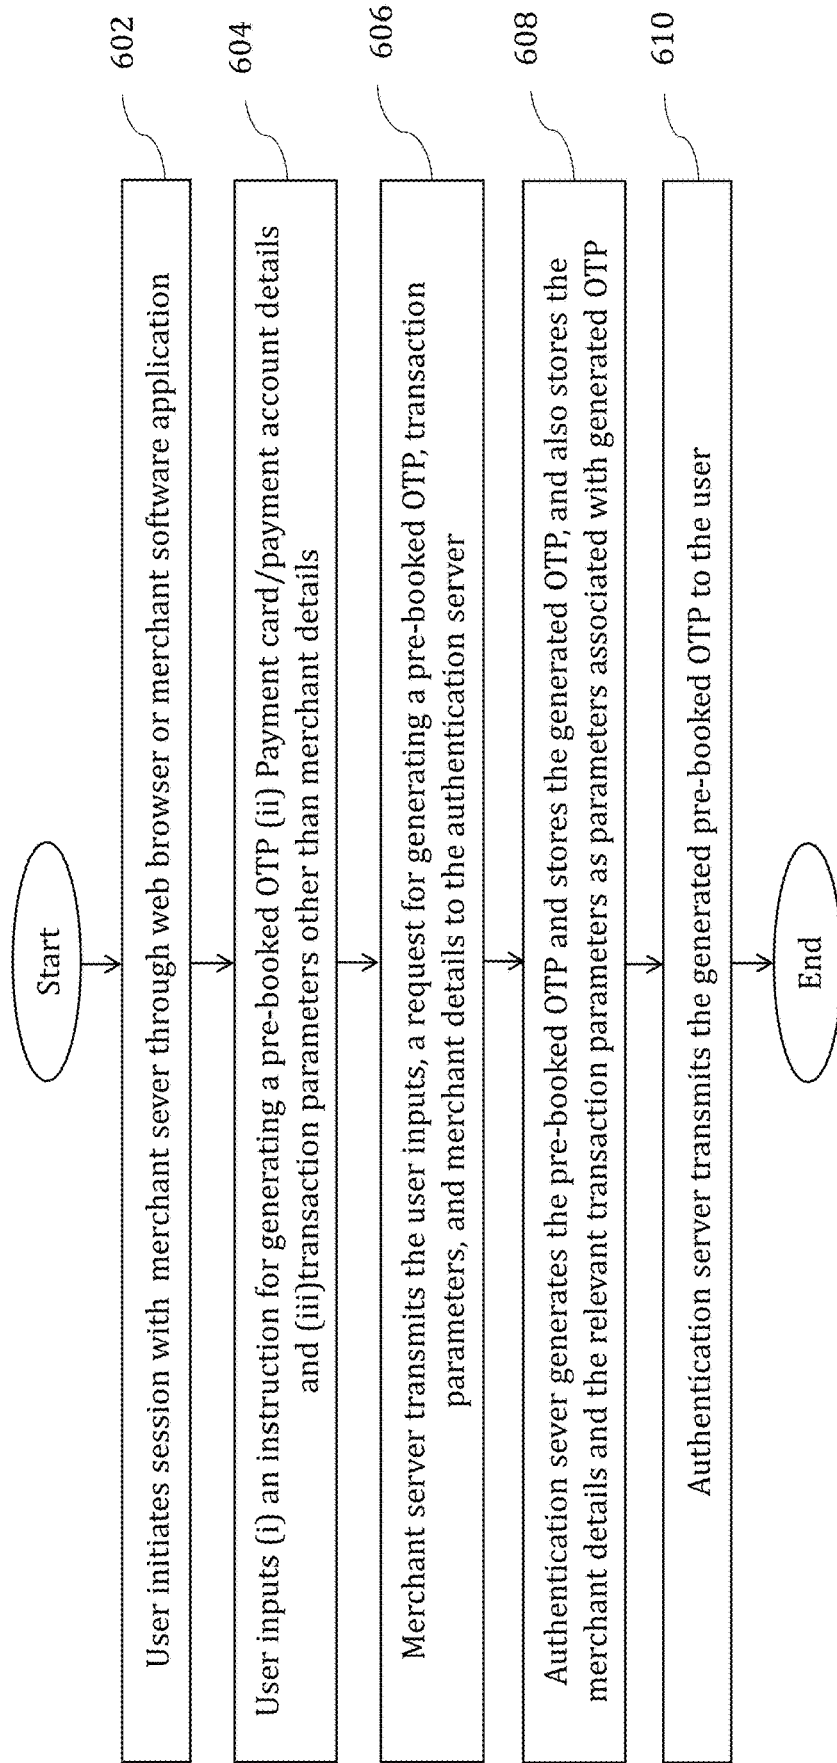 Start
602
User initiates session with merchant sever through web browser or merchant software application
604
User inputs (i) an instruction for generating a pre-booked OTP (ii) Payment card/payment account details
and (iii)transaction parameters other than merchant details
606
Merchant server transmits the user inputs, a request for generating a pre-booked OTP, transaction
parameters, and merchant details to the authentication server
608
Authentication sever generates the pre-booked OTP and stores the generated OTP, and also stores the
merchant details and the relevant transaction parameters as parameters associated with generated OTP
610
Authentication server transmits the generated pre-booked OTP to the user
End